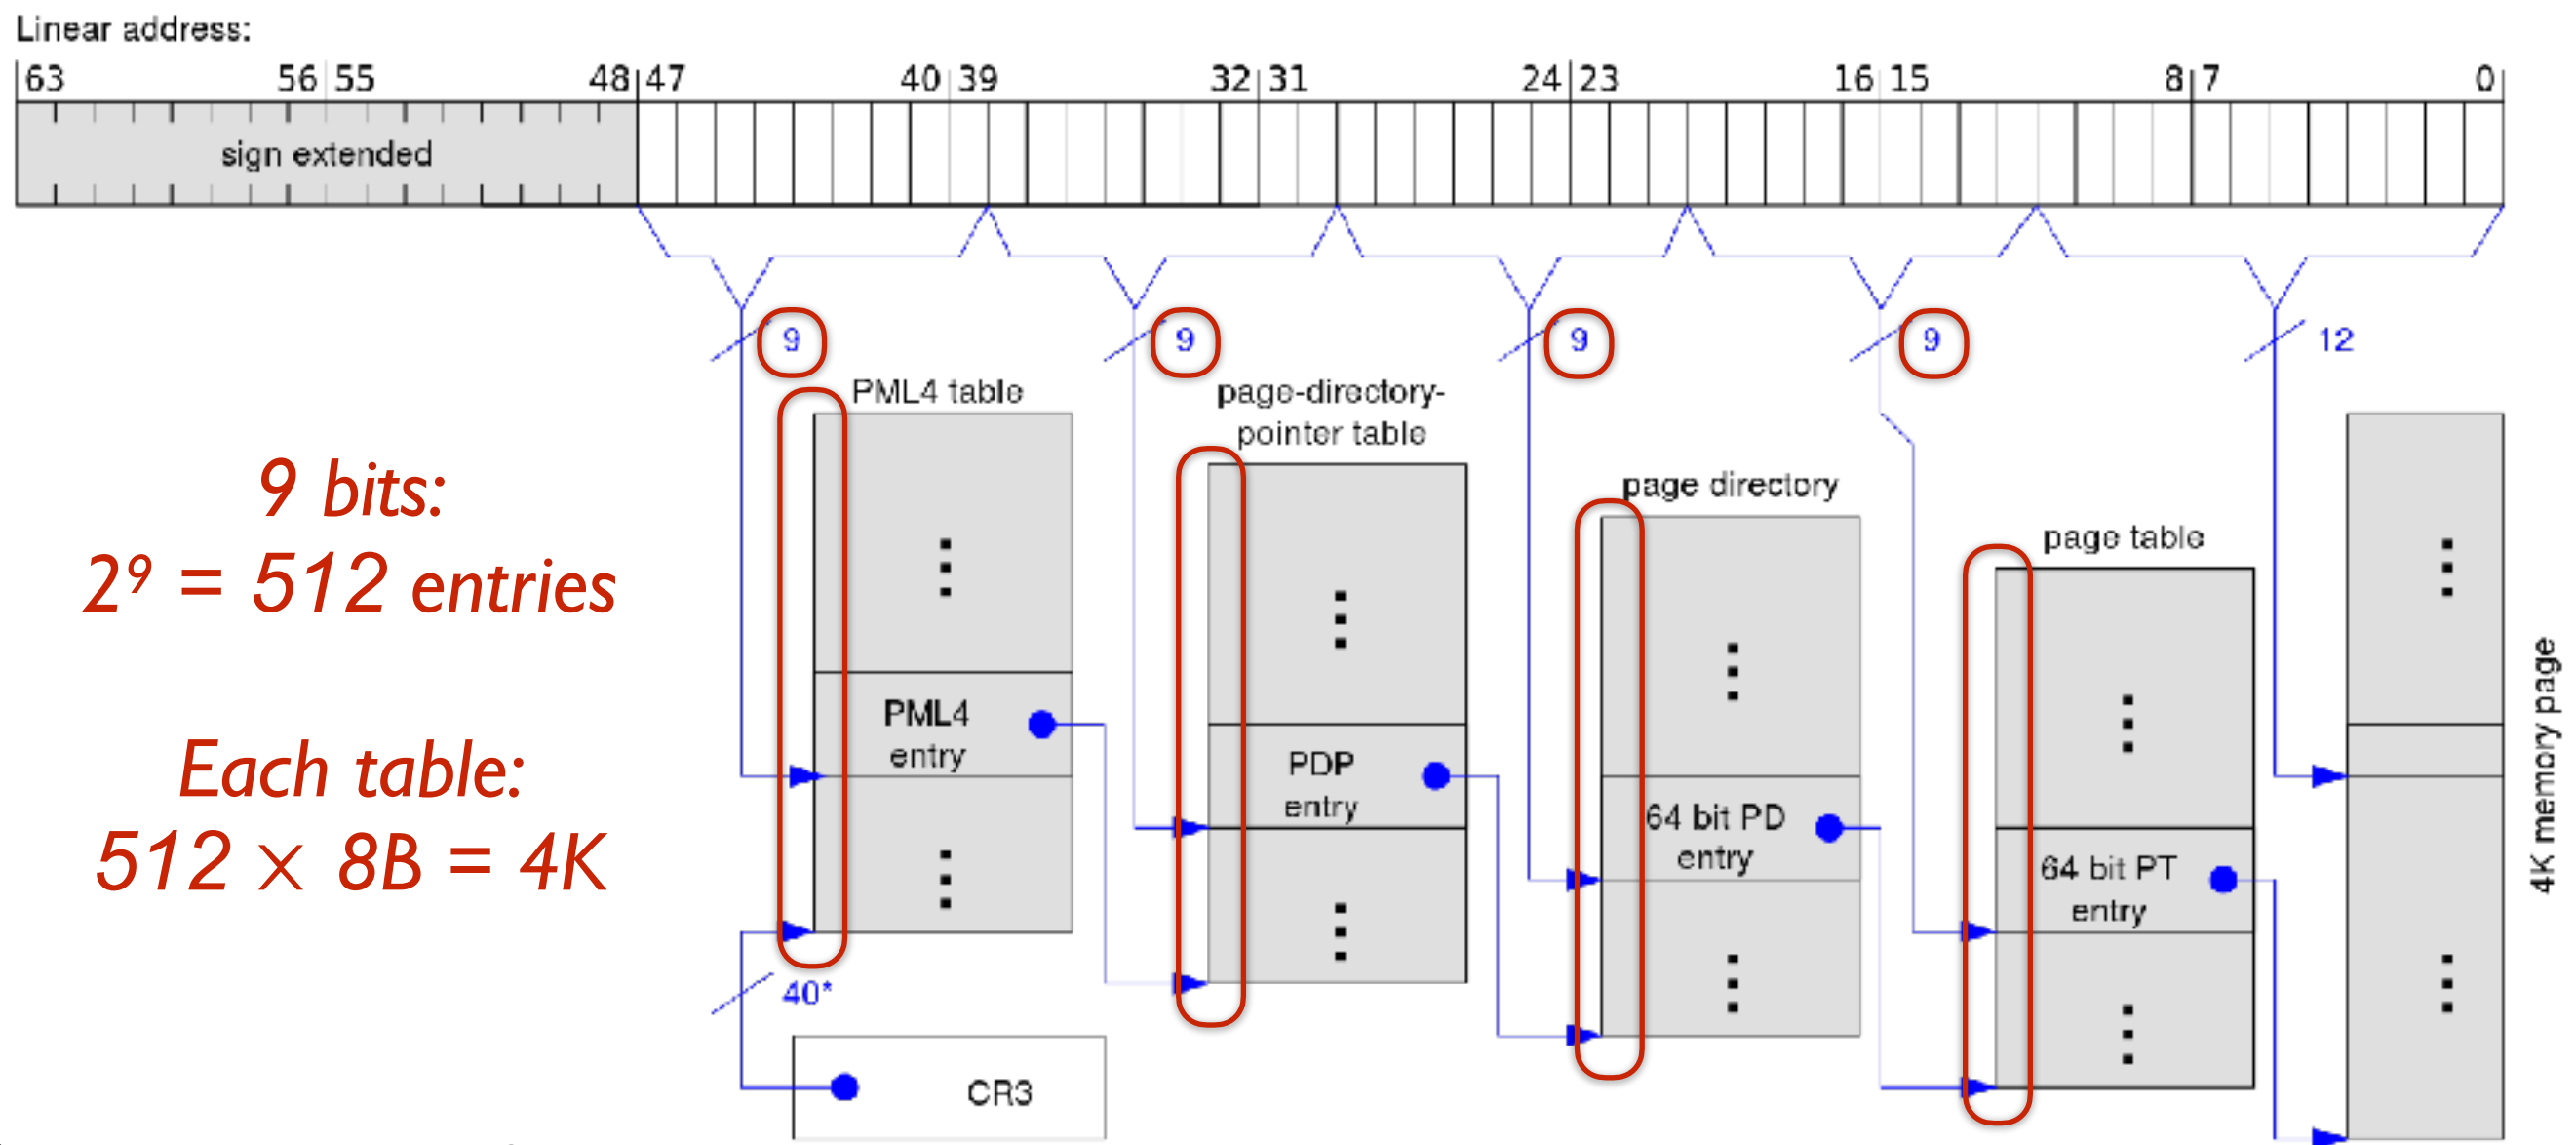 Linear address:
63 56 55 48 47 40 39 32 31 24 23 16 15 8 7 0
sign extended
9 9 9 9 12
PML4 table
page-directory-
pointer table
page directory
page table
9 bits:
2⁹ = 512 entries
Each table:
512 × 8B = 4K
PML4
entry
PDP
entry
64 bit PD
entry
64 bit PT
entry
4K memory page
40*
CR3